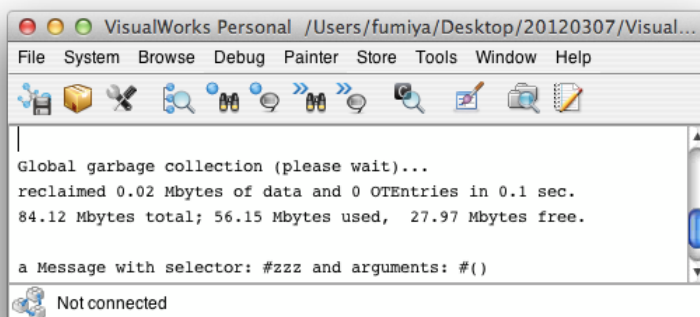 VisualWorks Personal /Users/fumiya/Desktop/20120307/Visual...
File System Browse Debug Painter Store Tools Window Help
Global garbage collection (please wait)...
reclaimed 0.02 Mbytes of data and 0 OTEntries in 0.1 sec.
84.12 Mbytes total; 56.15 Mbytes used,  27.97 Mbytes free.
a Message with selector: #zzz and arguments: #()
Not connected